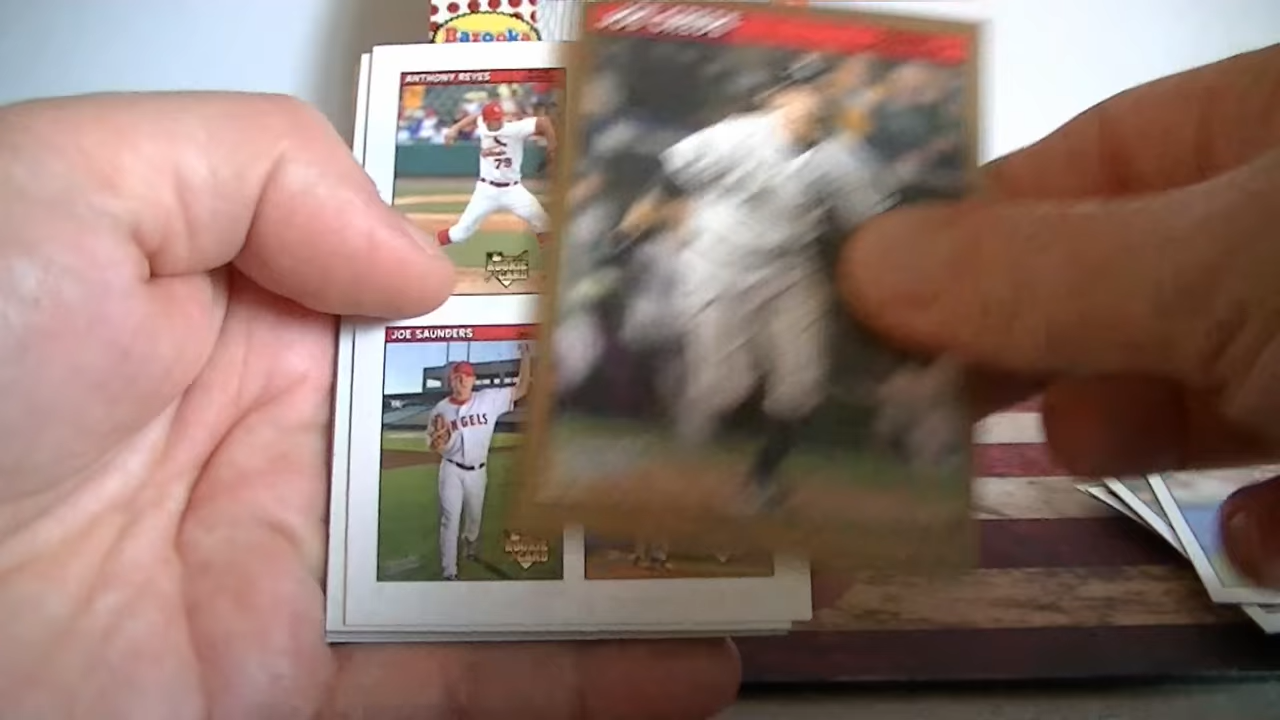 Bazooka
ANTHONY REYES
79
ROOKIE
CARD
JOE SAUNDERS
ANGELS
ROOKIE
CARD